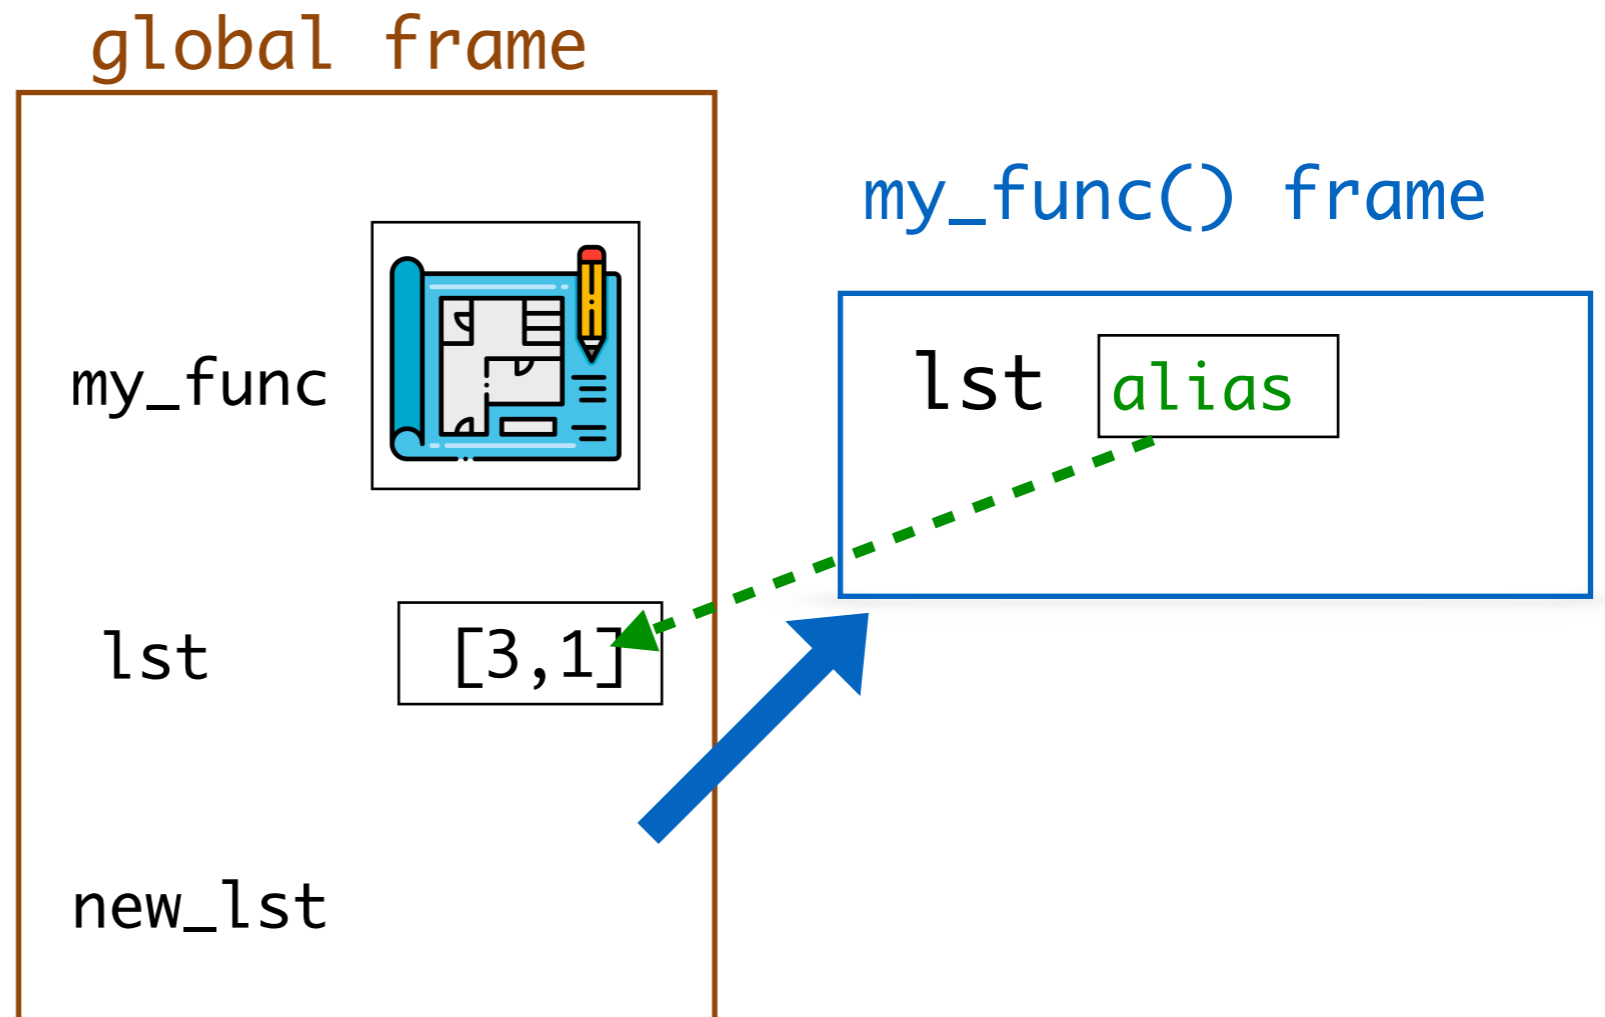 global frame
my_func() frame
my_func
lst alias
lst [3,1]
new_lst